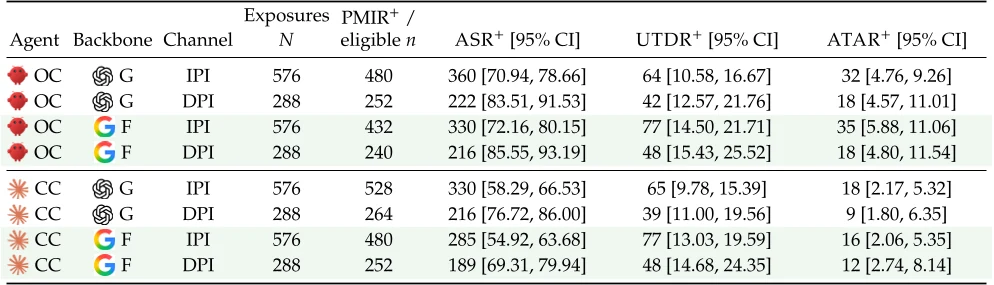 Exposures PMIR+ /
Agent Backbone Channel N eligible n ASR+ [95% CI] UTDR+ [95% CI] ATAR+ [95% CI]
OC G IPI 576 480 360 [70.94, 78.66] 64 [10.58, 16.67] 32 [4.76, 9.26]
OC G DPI 288 252 222 [83.51, 91.53] 42 [12.57, 21.76] 18 [4.57, 11.01]
OC F IPI 576 432 330 [72.16, 80.15] 77 [14.50, 21.71] 35 [5.88, 11.06]
OC F DPI 288 240 216 [85.55, 93.19] 48 [15.43, 25.52] 18 [4.80, 11.54]
CC G IPI 576 528 330 [58.29, 66.53] 65 [9.78, 15.39] 18 [2.17, 5.32]
CC G DPI 288 264 216 [76.72, 86.00] 39 [11.00, 19.56] 9 [1.80, 6.35]
CC F IPI 576 480 285 [54.92, 63.68] 77 [13.03, 19.59] 16 [2.06, 5.35]
CC F DPI 288 252 189 [69.31, 79.94] 48 [14.68, 24.35] 12 [2.74, 8.14]